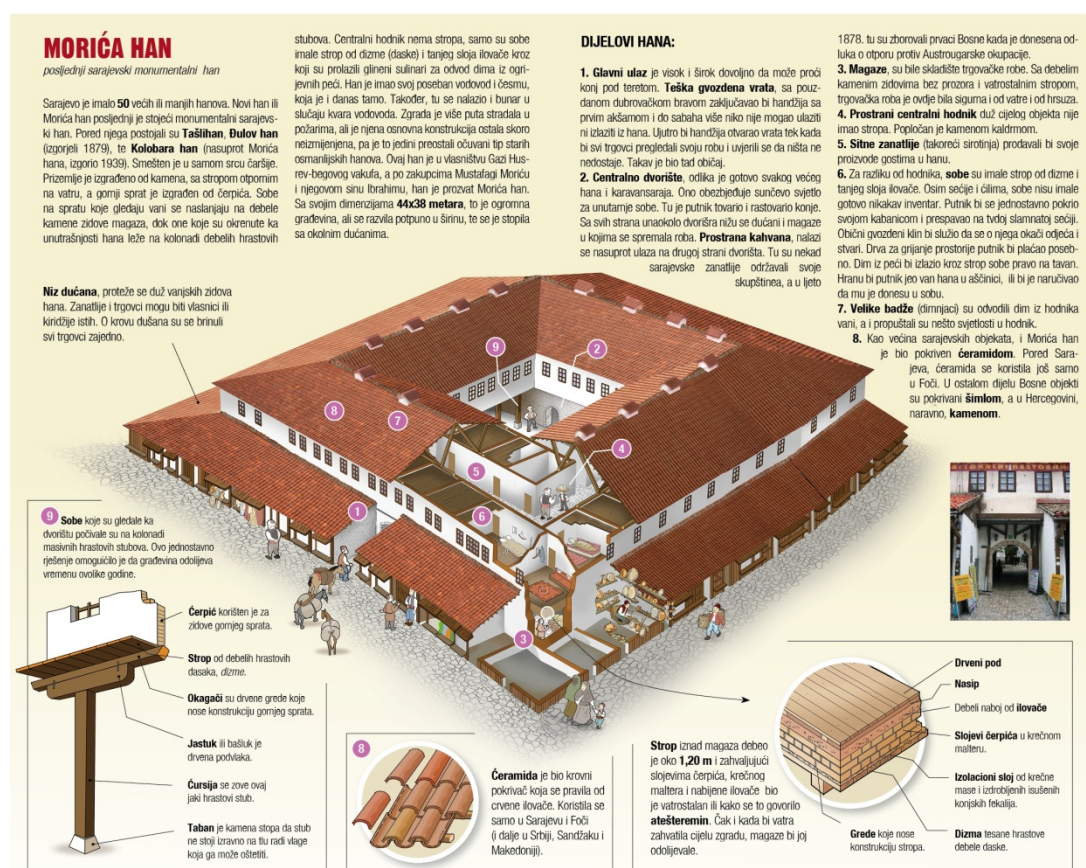 MORIĆA HAN
posljednji sarajevski monumentalni han
Sarajevo je imalo 50 većih ili manjih hanova. Novi han ili
Morića han posljednji je stojeći monumentalni sarajevs-
ki han. Pored njega postojali su Tašlihan, Đulov han
(izgorjeli 1879), te Kolobara han (nasuprot Morića
hana, izgorio 1939). Smešten je u samom srcu čaršije.
Prizemlje je izgrađeno od kamena, sa stropom otpornim
na vatru, a gornji sprat je izgrađen od čerpića. Sobe
na spratu koje gledaju vani se naslanjaju na debele
kamene zidove magaza, dok one koje su okrenute ka
unutrašnjosti hana leže na kolonadi debelih hrastovih
stubova. Centralni hodnik nema stropa, samo su sobe
imale strop od dizme (daske) i tanjeg sloja ilovače kroz
koji su prolazili glineni sulinari za odvod dima iz ogri-
jevnih peći. Han je imao svoj poseban vodovod i česmu,
koja je i danas tamo. Također, tu se nalazio i bunar u
slučaju kvara vodovoda. Zgrada je više puta stradala u
požarima, ali je njena osnovna konstrukcija ostala skoro
neizmijenjena, pa je to jedini preostali očuvani tip starih
osmanlijskih hanova. Ovaj han je u vlasništvu Gazi Hus-
rev-begovog vakufa, a po zakupcima Mustafagi Moriću
i njegovom sinu Ibrahimu, han je prozvat Morića han.
Sa svojim dimenzijama 44x38 metara, to je ogromna
građevina, ali se razvila potpuno u širinu, te se je stopila
sa okolnim dućanima.
DIJELOVI HANA:
1. Glavni ulaz je visok i širok dovoljno da može proći
konj pod teretom. Teška gvozdena vrata, sa pouz-
danom dubrovačkom bravom zaključavao bi handžija sa
prvim akšamom i do sabaha više niko nije mogao ulaziti
ni izlaziti iz hana. Ujutro bi handžija otvarao vrata tek kada
bi svi trgovci pregledali svoju robu i uvjerili se da ništa ne
nedostaje. Takav je bio tad običaj.
2. Centralno dvorište, odlika je gotovo svakog većeg
hana i karavansaraja. Ono obezbjeđuje sunčevo svjetlo
za unutarnje sobe. Tu je putnik tovario i rastovario konje.
Sa svih strana unaokolo dvorišta nižu se dućani i magaze
u kojima se spremala roba. Prostrana kahvana, nalazi
se nasuprot ulaza na drugoj strani dvorišta. Tu su nekad
sarajevske zanatlije održavali svoje
skupštinea, a u ljeto
1878. tu su zborovali prvaci Bosne kada je donesena od-
luka o otporu protiv Austrougarske okupacije.
3. Magaze, su bile skladište trgovačke robe. Sa debelim
kamenim zidovima bez prozora i vatrostalnim stropom,
trgovačka roba je ovdje bila sigurna i od vatre i od hrsuza.
4. Prostrani centralni hodnik duž cijelog objekta nije
imao stropa. Popločan je kamenom kaldrmom.
5. Sitne zanatlije (takoreći sirotinja) prodavali bi svoje
proizvode gostima u hanu.
6. Za razliku od hodnika, sobe su imale strop od dizme i
tanjeg sloja ilovače. Osim sećije i ćilima, sobe nisu imale
gotovo nikakav inventar. Putnik bi se jednostavno pokrio
svojom kabanicom i prespavao na tvdoj slamnatoj sećiji.
Obični gvozdeni klin bi služio da se o njega okači odjeća i
stvari. Drva za grijanje prostorije putnik bi plaćao poseb-
no. Dim iz peći bi izlazio kroz strop sobe pravo na tavan.
Hranu bi putnik jeo van hana u aščinici, ili bi je naručivao
da mu je donesu u sobu.
7. Velike badže (dimnjaci) su odvodili dim iz hodnika
vani, a i propuštali su nešto svjetlosti u hodnik.
8. Kao većina sarajevskih objekata, i Morića han
je bio pokriven ćeramidom. Pored Sara-
jeva, ćeramida se koristila još samo
u Foči. U ostalom dijelu Bosne objekti
su pokrivani šimlom, a u Hercegovini,
naravno, kamenom.
Niz dućana, proteže se duž vanjskih zidova
hana. Zanatlije i trgovci mogu biti vlasnici ili
kiridžije istih. O krovu dušana su se brinuli
svi trgovci zajedno.
9
2
8
7
4
5
6
1
3
9 Sobe koje su gledale ka
dvorištu počivale su na kolonadi
masivnih hrastovih stubova. Ovo jednostavno
rješenje omogućilo je da građevina odolijeva
vremenu ovolike godine.
Ćerpić korišten je za
zidove gornjeg sprata.
Strop od debelih hrastovih
dasaka, dizme.
Okagači su drvene grede koje
nose konstrukciju gornjeg sprata.
Jastuk ili bašluk je
drvena podvlaka.
Ćursija se zove ovaj
jaki hrastovi stub.
Taban je kamena stopa da stub
ne stoji izravno na tlu radi vlage
koja ga može oštetiti.
8
Ćeramida je bio krovni
pokrivač koja se pravila od
crvene ilovače. Koristila se
samo u Sarajevu i Foči
(i dalje u Srbiji, Sandžaku i
Makedoniji).
Strop iznad magaza debeo
je oko 1,20 m i zahvaljujući
slojevima čerpića, krečnog
maltera i nabijene ilovače bio
je vatrostalan ili kako se to govorilo
atešteremin. Čak i kada bi vatra
zahvatila cijelu zgradu, magaze bi joj
odolijevale.
Drveni pod
Nasip
Debeli naboj od ilovače
Slojevi čerpića u krečnom
malteru.
Izolacioni sloj od krečne
mase i izdrobljenih isušenih
konjskih fekalija.
Grede koje nose
konstrukciju stropa.
Dizma tesane hrastove
debele daske.